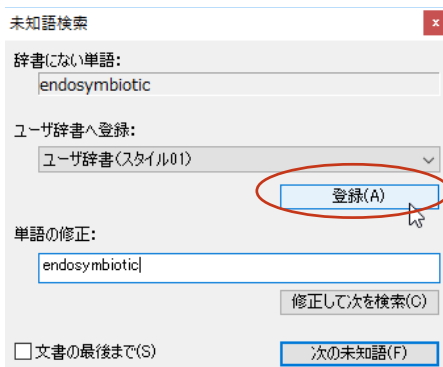 未知語検索
x
辞書にない単語:
endosymbiotic
ユーザ辞書へ登録:
ユーザ辞書(スタイル01)
登録(A)
単語の修正:
endosymbiotic
修正して次を検索(C)
文書の最後まで(S)
次の未知語(F)